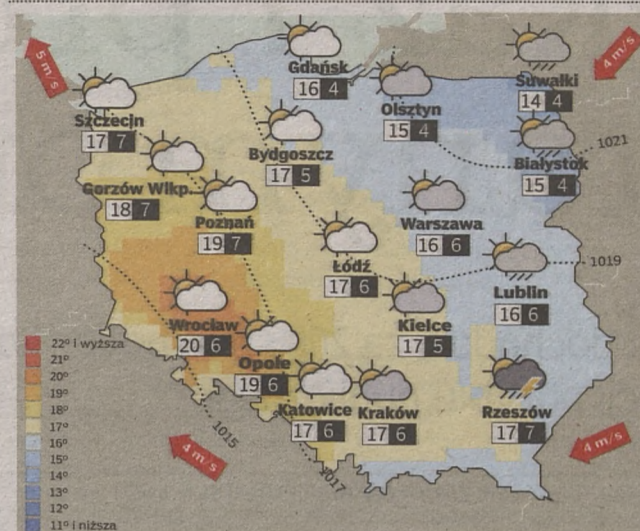 5 m/s
Gdańsk
16 4
4 m/s
Suwałki
14 4
Szczecin
17 7
Olsztyn
15 4
Bydgoszcz
17 5
1021
Białystok
15 4
Gorzów Wlkp.
18 7
Poznań
19 7
Warszawa
16 6
Łódź
17 6
1019
Lublin
16 6
Wrocław
20 6
Kielce
17 5
Opole
19 6
Katowice
17 6
Kraków
17 6
Rzeszów
17 7
22° i wyższa
21°
20°
19°
18°
17°
16°
15°
14°
13°
12°
11° i niższa
1015
4 m/s
1017
4 m/s